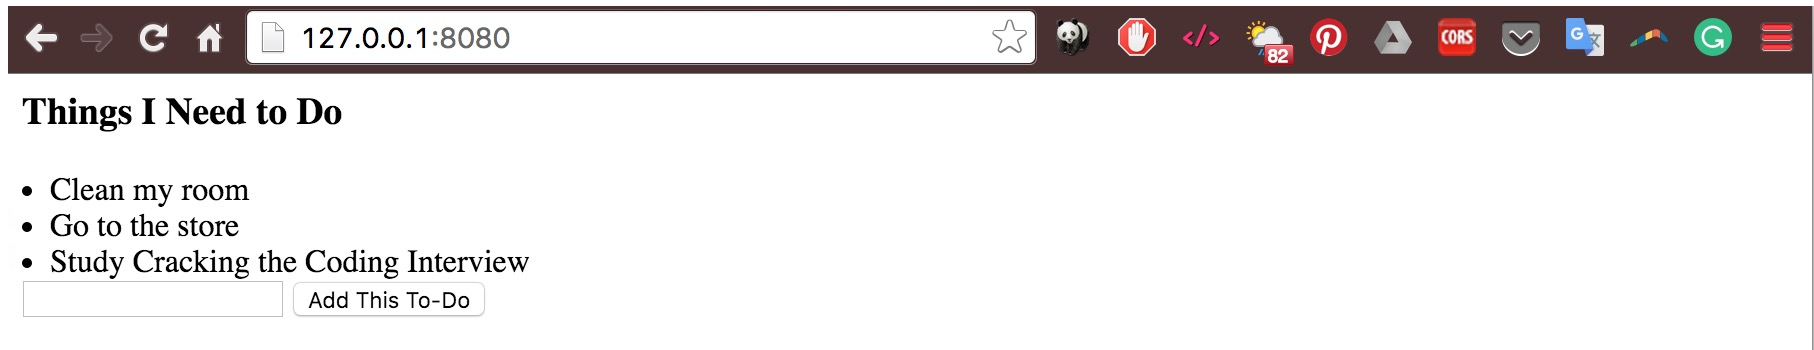 127.0.0.1:8080
</>
82
CORS
G
Things I Need to Do
• Clean my room
• Go to the store
• Study Cracking the Coding Interview
Add This To-Do